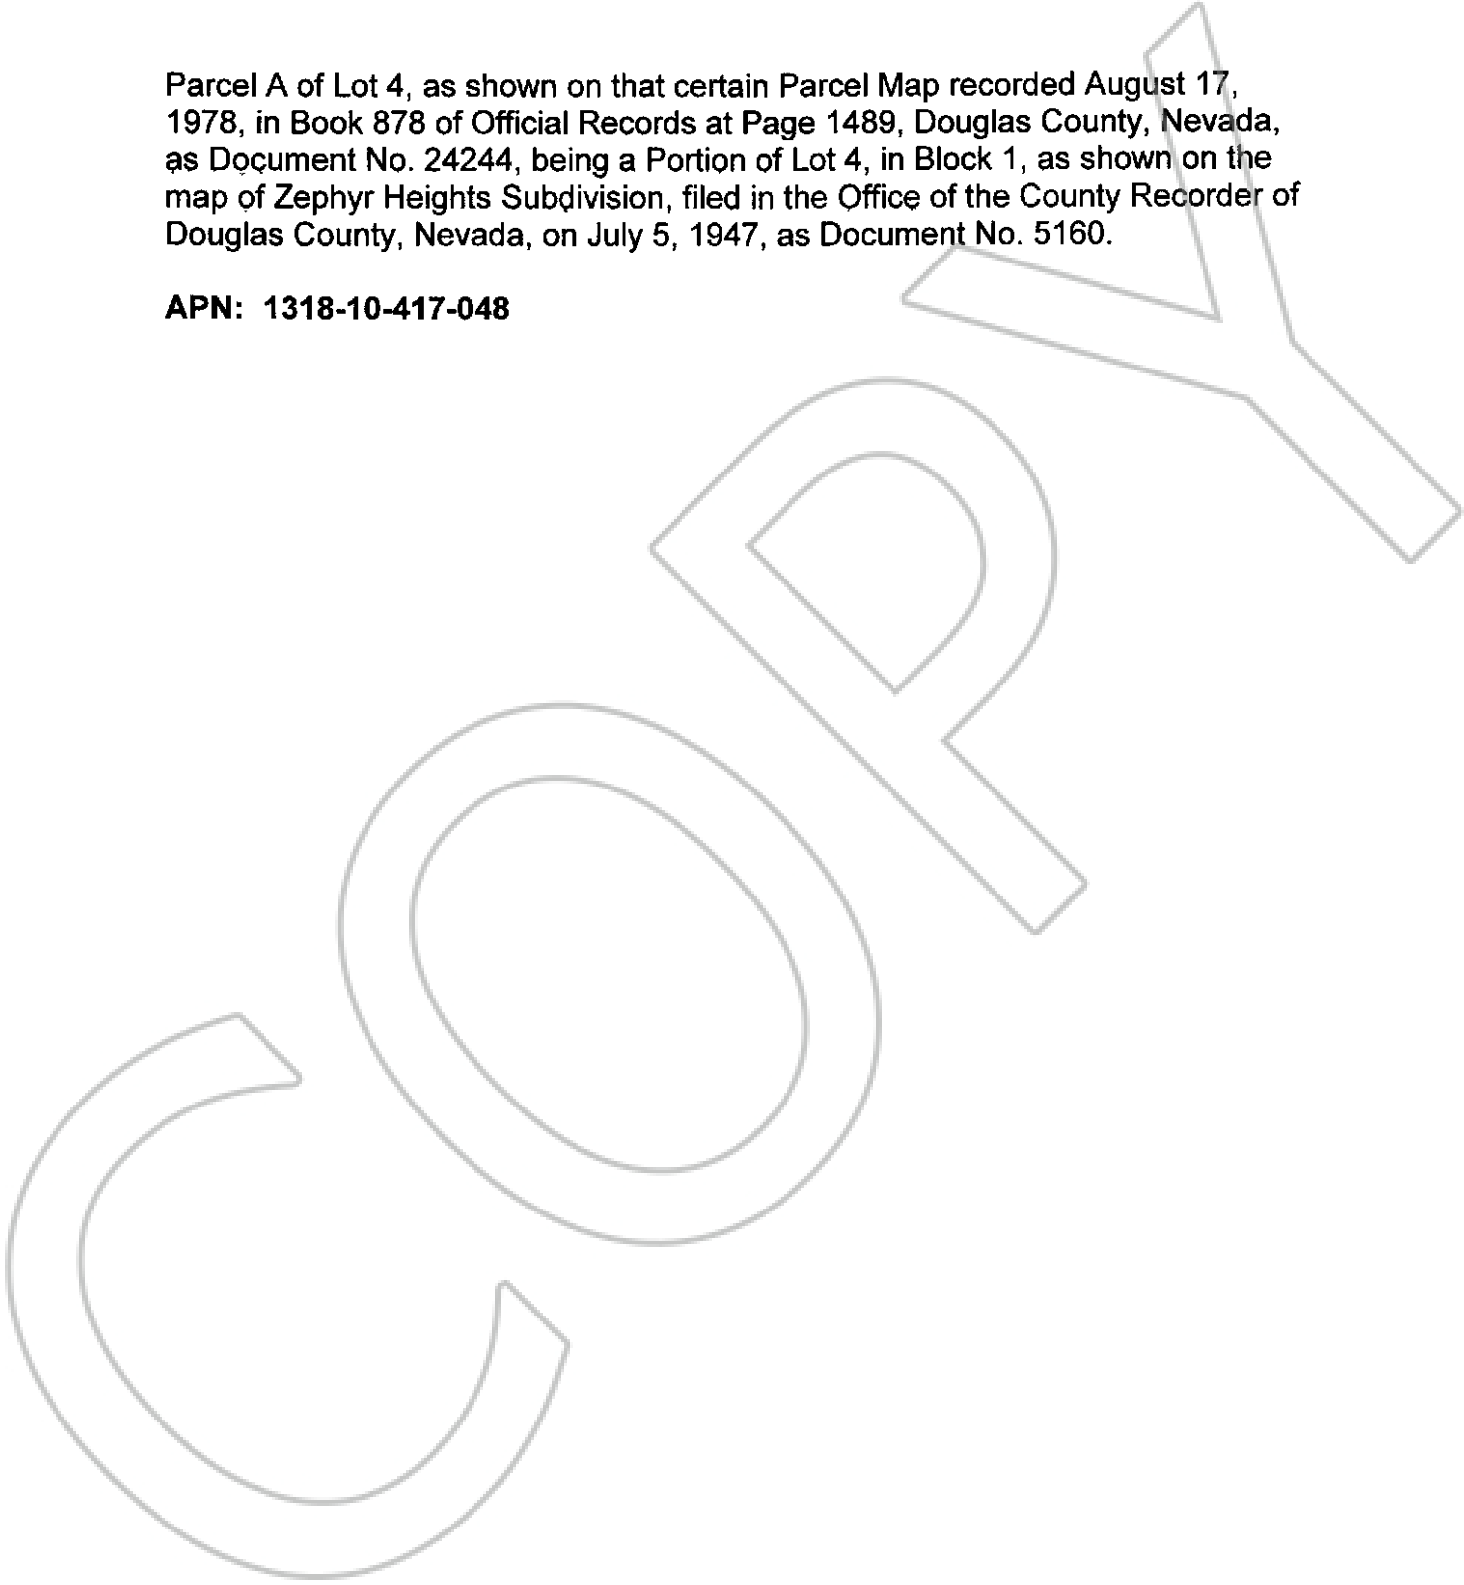 Parcel A of Lot 4, as shown on that certain Parcel Map recorded August 17,
1978, in Book 878 of Official Records at Page 1489, Douglas County, Nevada,
as Document No. 24244, being a Portion of Lot 4, in Block 1, as shown on the
map of Zephyr Heights Subdivision, filed in the Office of the County Recorder of
Douglas County, Nevada, on July 5, 1947, as Document No. 5160.
APN: 1318-10-417-048
COPY